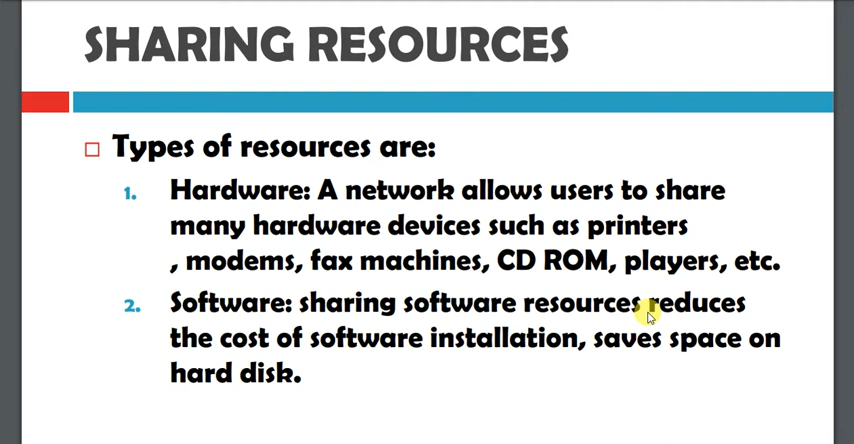 SHARING RESOURCES
Types of resources are:
1. Hardware: A network allows users to share
many hardware devices such as printers
, modems, fax machines, CD ROM, players, etc.
2. Software: sharing software resources reduces
the cost of software installation, saves space on
hard disk.